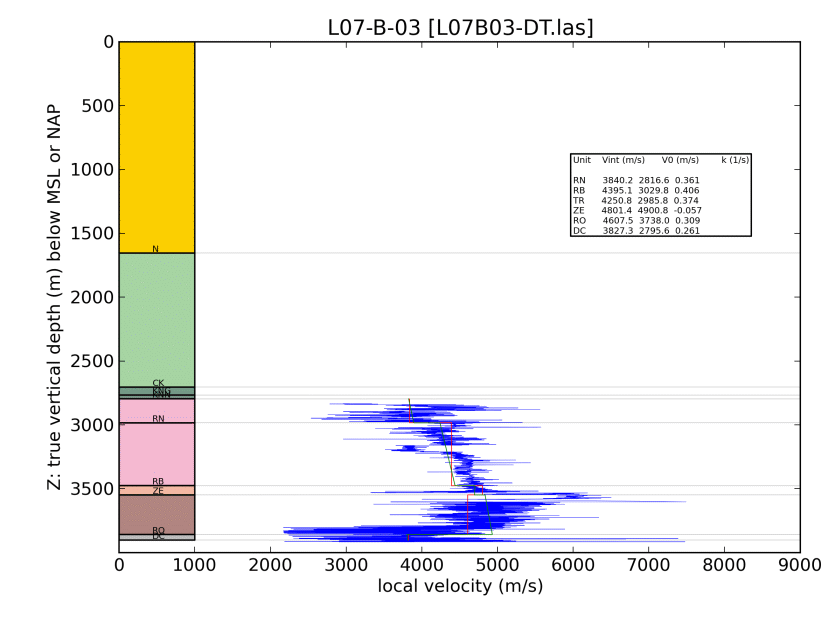 L07-B-03 [L07B03-DT.las]
0
500
1000
1500
2000
2500
3000
3500
Z: true vertical depth (m) below MSL or NAP
N
CK
RN
RB
ZE
RO
DC
Unit Vint (m/s) V0 (m/s) k (1/s)
RN 3840.2 2816.6 0.361
RB 4395.1 3029.8 0.406
TR 4250.8 2985.8 0.374
ZE 4801.4 4900.8 -0.057
RO 4607.5 3738.0 0.309
DC 3827.3 2795.6 0.261
0 1000 2000 3000 4000 5000 6000 7000 8000 9000
local velocity (m/s)